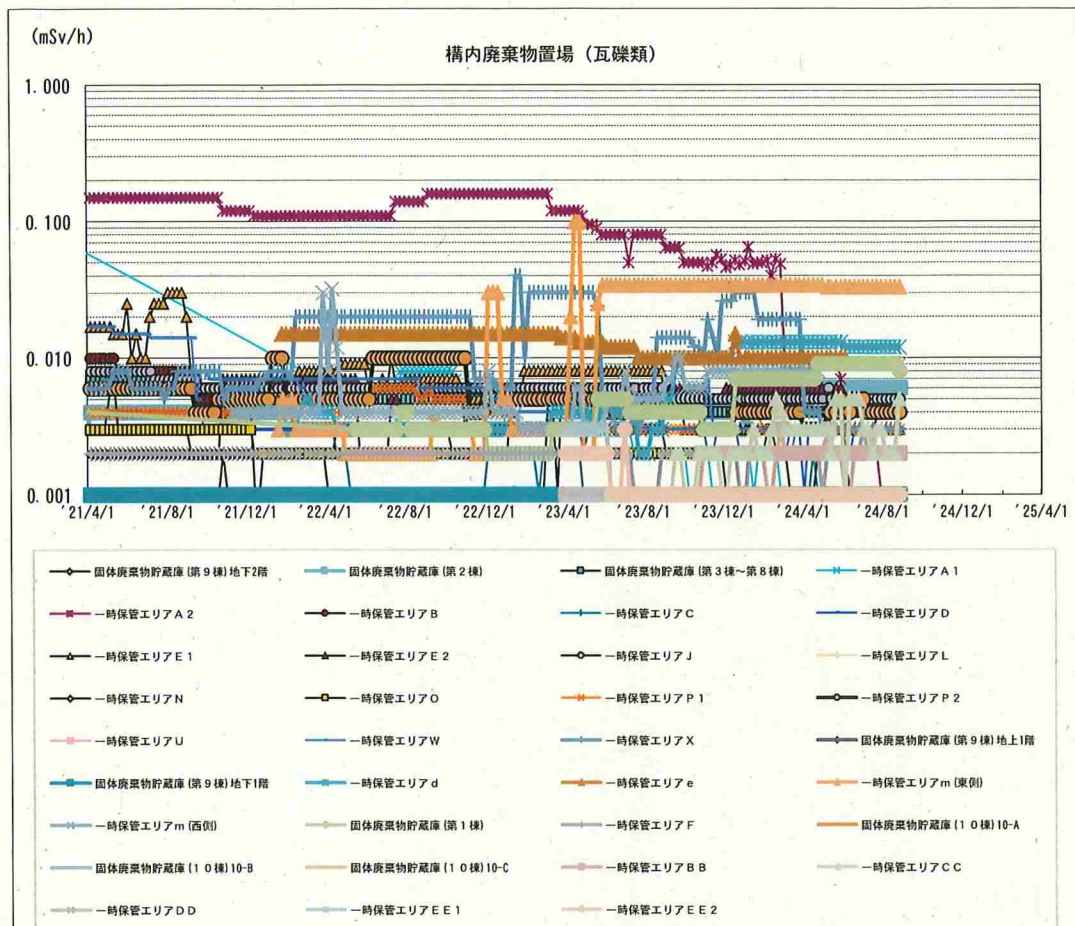 (mSv/h)
構内廃棄物置場（瓦礫類）
1.000
0.100
0.010
0.001
'21/4/1 '21/8/1 '21/12/1 '22/4/1 '22/8/1 '22/12/1 '23/4/1 '23/8/1 '23/12/1 '24/4/1 '24/8/1 '24/12/1 '25/4/1
固体廃棄物貯蔵庫(第９棟)地下2階 固体廃棄物貯蔵庫(第２棟) 固体廃棄物貯蔵庫(第３棟～第８棟) 一時保管エリアＡ１
一時保管エリアＡ２ 一時保管エリアＢ 一時保管エリアＣ 一時保管エリアＤ
一時保管エリアＥ１ 一時保管エリアＥ２ 一時保管エリアＪ 一時保管エリアＬ
一時保管エリアＮ 一時保管エリアＯ 一時保管エリアＰ１ 一時保管エリアＰ２
一時保管エリアＵ 一時保管エリアＷ 一時保管エリアＸ 固体廃棄物貯蔵庫(第９棟)地上1階
固体廃棄物貯蔵庫(第９棟)地下1階 一時保管エリアｄ 一時保管エリアｅ 一時保管エリアｍ(東側)
一時保管エリアｍ(西側) 固体廃棄物貯蔵庫(第１棟) 一時保管エリアＦ 固体廃棄物貯蔵庫(１０棟)10-A
固体廃棄物貯蔵庫(１０棟)10-B 固体廃棄物貯蔵庫(１０棟)10-C 一時保管エリアＢＢ 一時保管エリアＣＣ
一時保管エリアＤＤ 一時保管エリアＥＥ１ 一時保管エリアＥＥ２